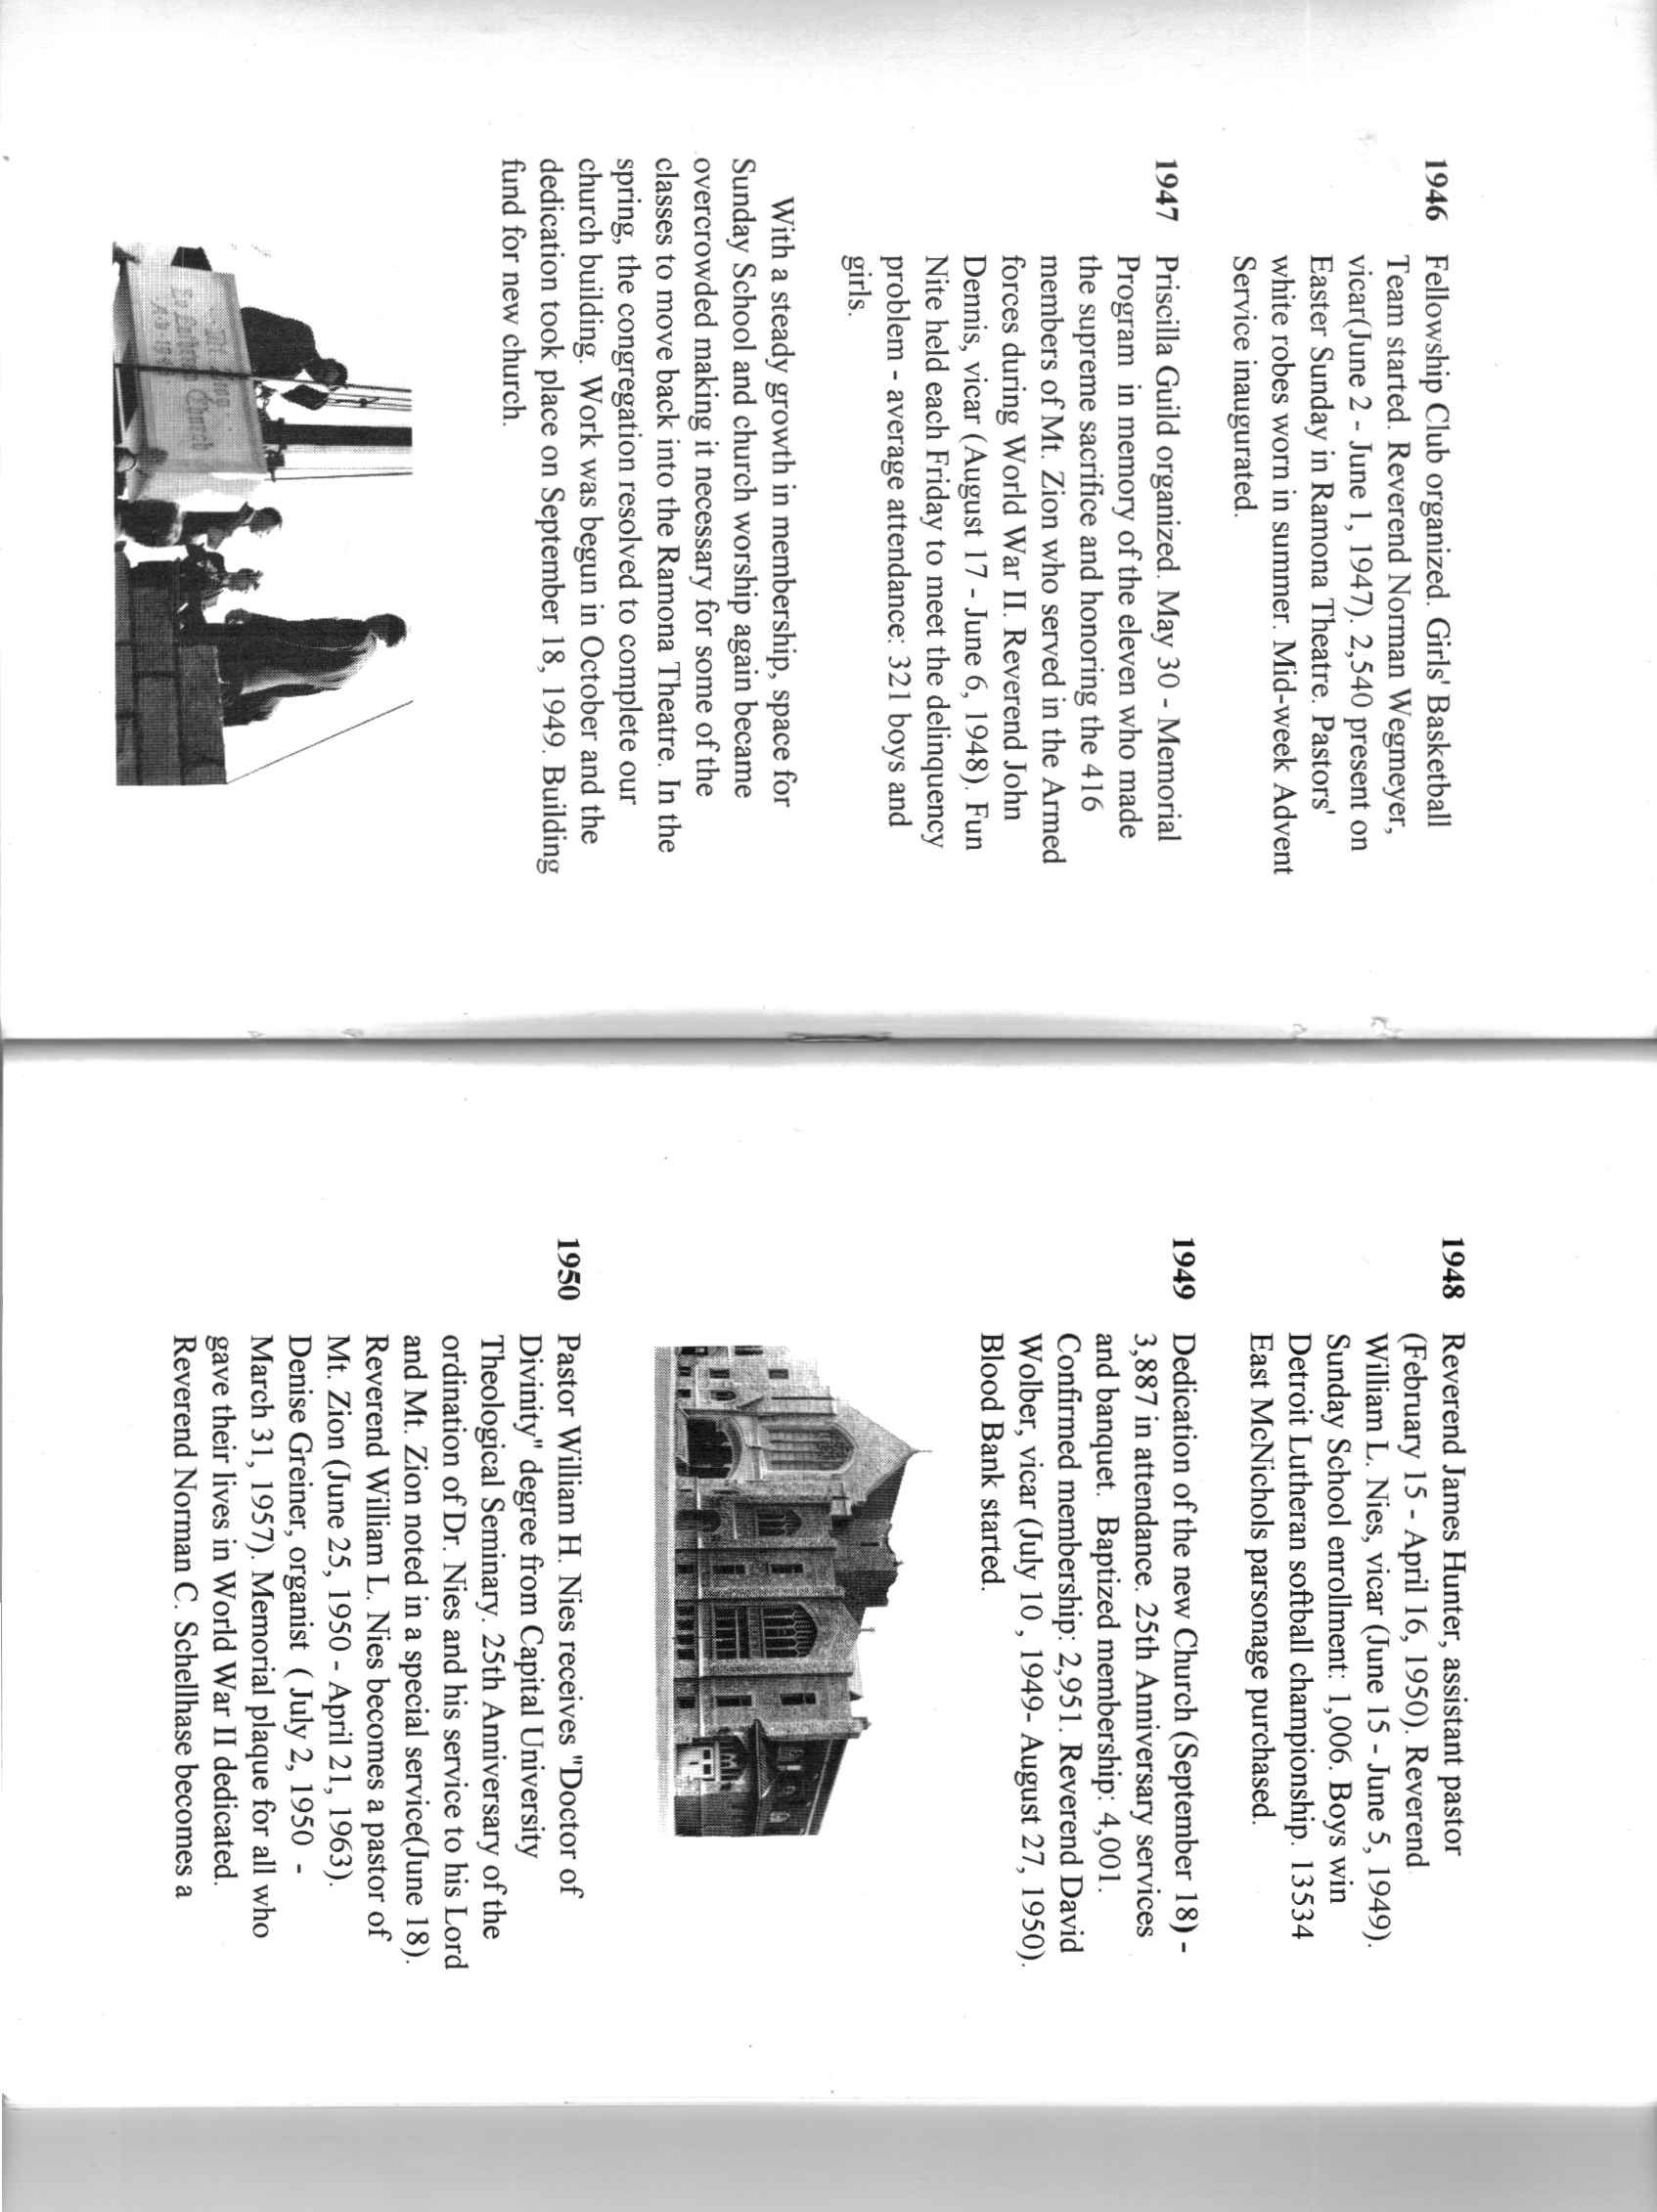 1946 Fellowship Club organized. Girls' Basketball
Team started. Reverend Norman Wegmeyer,
vicar(June 2 - June 1, 1947). 2,540 present on
Easter Sunday in Ramona Theatre. Pastors'
white robes worn in summer. Mid-week Advent
Service inaugurated.
1947 Priscilla Guild organized. May 30 - Memorial
Program in memory of the eleven who made
the supreme sacrifice and honoring the 416
members of Mt. Zion who served in the Armed
forces during World War II. Reverend John
Dennis, vicar (August 17 - June 6, 1948). Fun
Nite held each Friday to meet the delinquency
problem - average attendance: 321 boys and
girls.
With a steady growth in membership, space for
Sunday School and church worship again became
overcrowded making it necessary for some of the
classes to move back into the Ramona Theatre. In the
spring, the congregation resolved to complete our
church building. Work was begun in October and the
dedication took place on September 18, 1949. Building
fund for new church.
Mt. Zion
Ev. Lutheran Church
1948 Reverend James Hunter, assistant pastor
(February 15 - April 16, 1950). Reverend
William L. Nies, vicar (June 15 - June 5, 1949).
Sunday School enrollment: 1,006. Boys win
Detroit Lutheran softball championship. 13534
East McNichols parsonage purchased.
1949 Dedication of the new Church (September 18) -
3,887 in attendance. 25th Anniversary services
and banquet. Baptized membership: 4,001.
Confirmed membership: 2,951. Reverend David
Wolber, vicar (July 10 , 1949- August 27, 1950).
Blood Bank started.
1950 Pastor William H. Nies receives "Doctor of
Divinity" degree from Capital University
Theological Seminary. 25th Anniversary of the
ordination of Dr. Nies and his service to his Lord
and Mt. Zion noted in a special service(June 18).
Reverend William L. Nies becomes a pastor of
Mt. Zion (June 25, 1950 - April 21, 1963).
Denise Greiner, organist ( July 2, 1950 -
March 31, 1957). Memorial plaque for all who
gave their lives in World War II dedicated.
Reverend Norman C. Schellhase becomes a